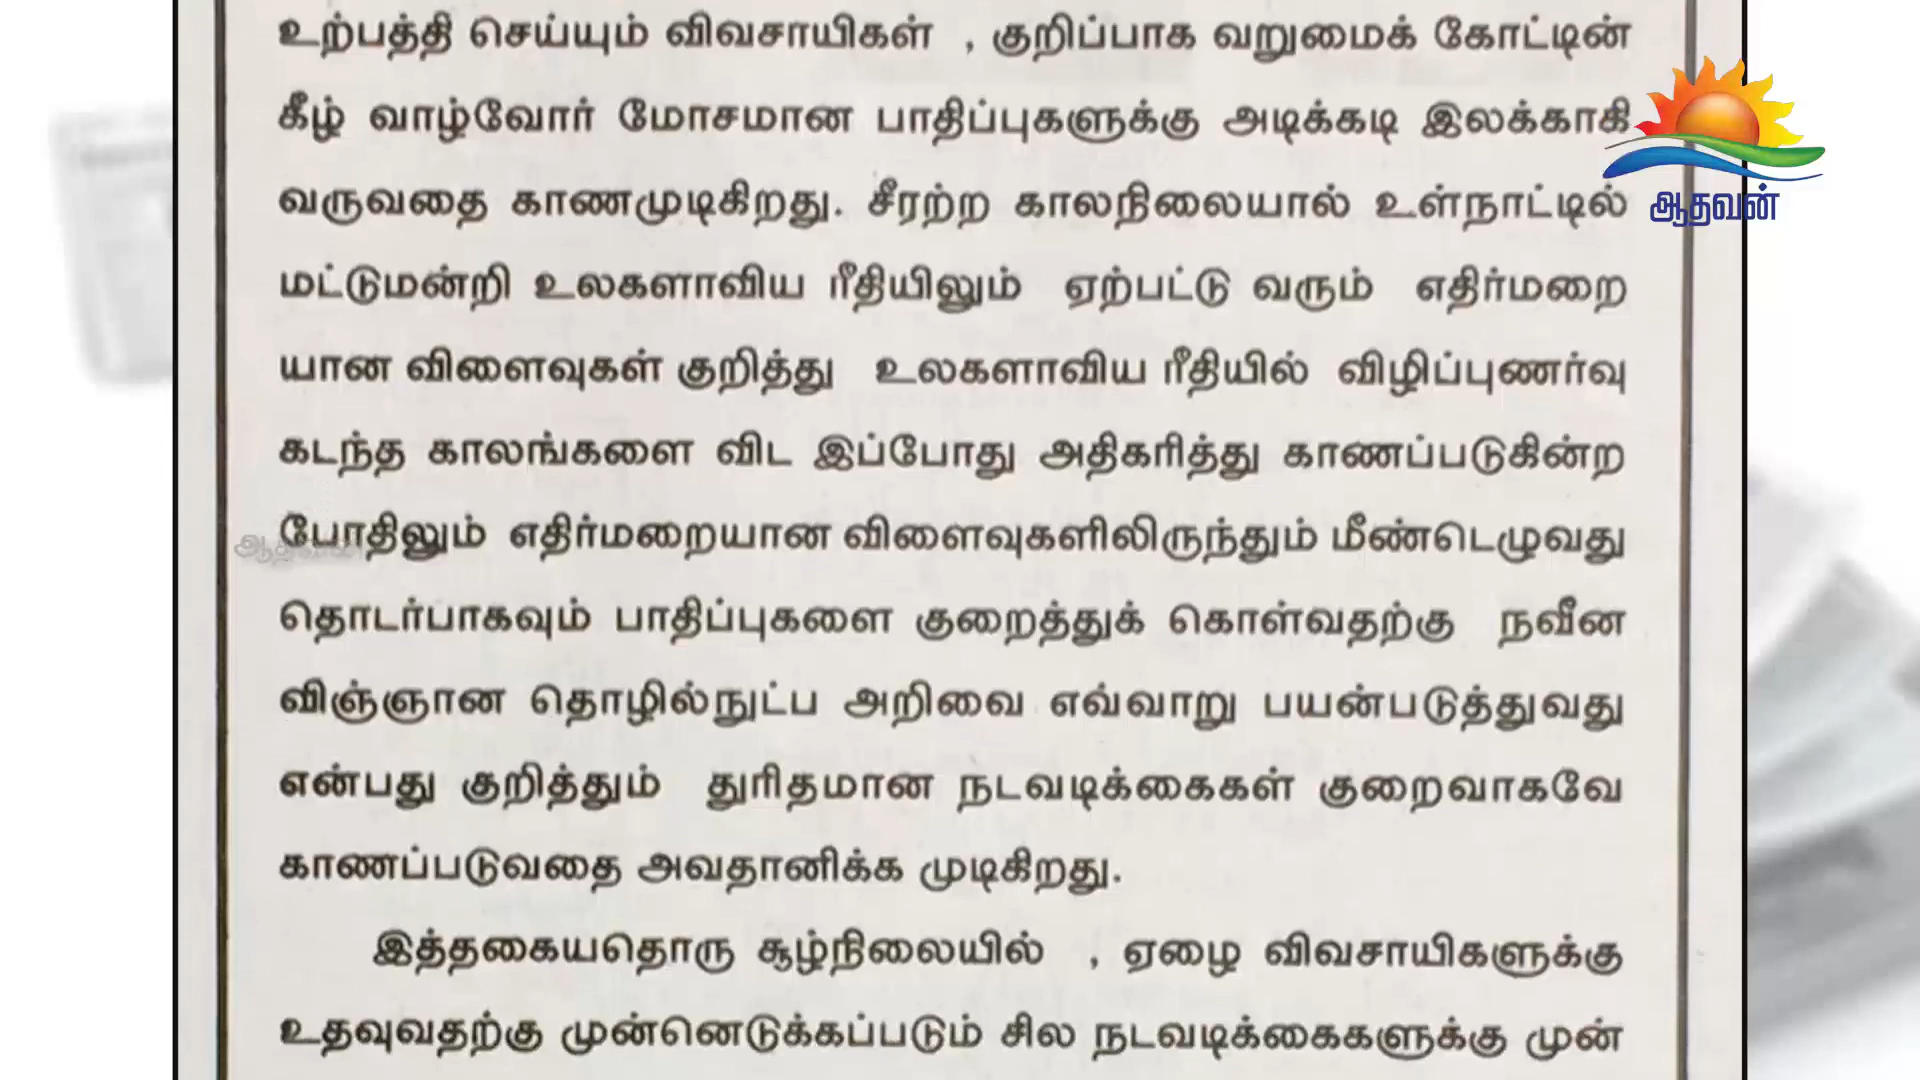 உற்பத்தி செய்யும் விவசாயிகள் , குறிப்பாக வறுமைக் கோட்டின்
கீழ் வாழ்வோர் மோசமான பாதிப்புகளுக்கு அடிக்கடி இலக்காகி
வருவதை காணமுடிகிறது. சீரற்ற காலநிலையால் உள்நாட்டில்
மட்டுமன்றி உலகளாவிய ரீதியிலும் ஏற்பட்டு வரும் எதிர்மறை
யான விளைவுகள் குறித்து உலகளாவிய ரீதியில் விழிப்புணர்வு
கடந்த காலங்களை விட இப்போது அதிகரித்து காணப்படுகின்ற
போதிலும் எதிர்மறையான விளைவுகளிலிருந்தும் மீண்டெழுவது
தொடர்பாகவும் பாதிப்புகளை குறைத்துக் கொள்வதற்கு நவீன
விஞ்ஞான தொழில்நுட்ப அறிவை எவ்வாறு பயன்படுத்துவது
என்பது குறித்தும் துரிதமான நடவடிக்கைகள் குறைவாகவே
காணப்படுவதை அவதானிக்க முடிகிறது.
இத்தகையதொரு சூழ்நிலையில் , ஏழை விவசாயிகளுக்கு
உதவுவதற்கு முன்னெடுக்கப்படும் சில நடவடிக்கைகளுக்கு முன்
ஆதவன்